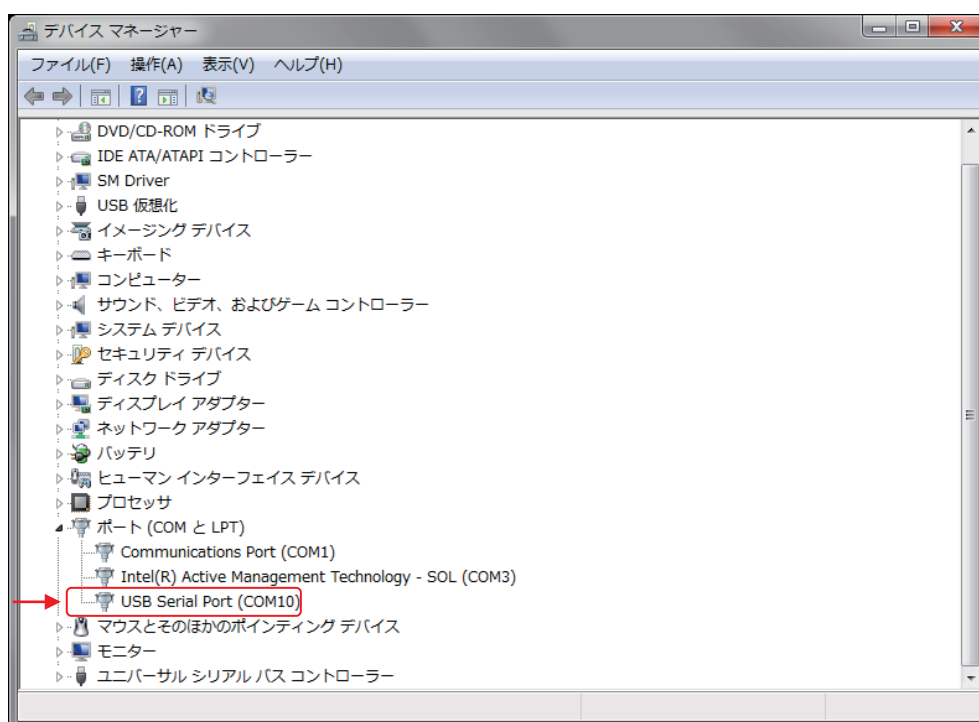 デバイス マネージャー
ファイル(F) 操作(A) 表示(V) ヘルプ(H)
DVD/CD-ROM ドライブ
IDE ATA/ATAPI コントローラー
SM Driver
USB 仮想化
イメージング デバイス
キーボード
コンピューター
サウンド、ビデオ、およびゲーム コントローラー
システム デバイス
セキュリティ デバイス
ディスク ドライブ
ディスプレイ アダプター
ネットワーク アダプター
バッテリ
ヒューマン インターフェイス デバイス
プロセッサ
ポート (COM と LPT)
Communications Port (COM1)
Intel(R) Active Management Technology - SOL (COM3)
USB Serial Port (COM10)
マウスとそのほかのポインティング デバイス
モニター
ユニバーサル シリアル バス コントローラー